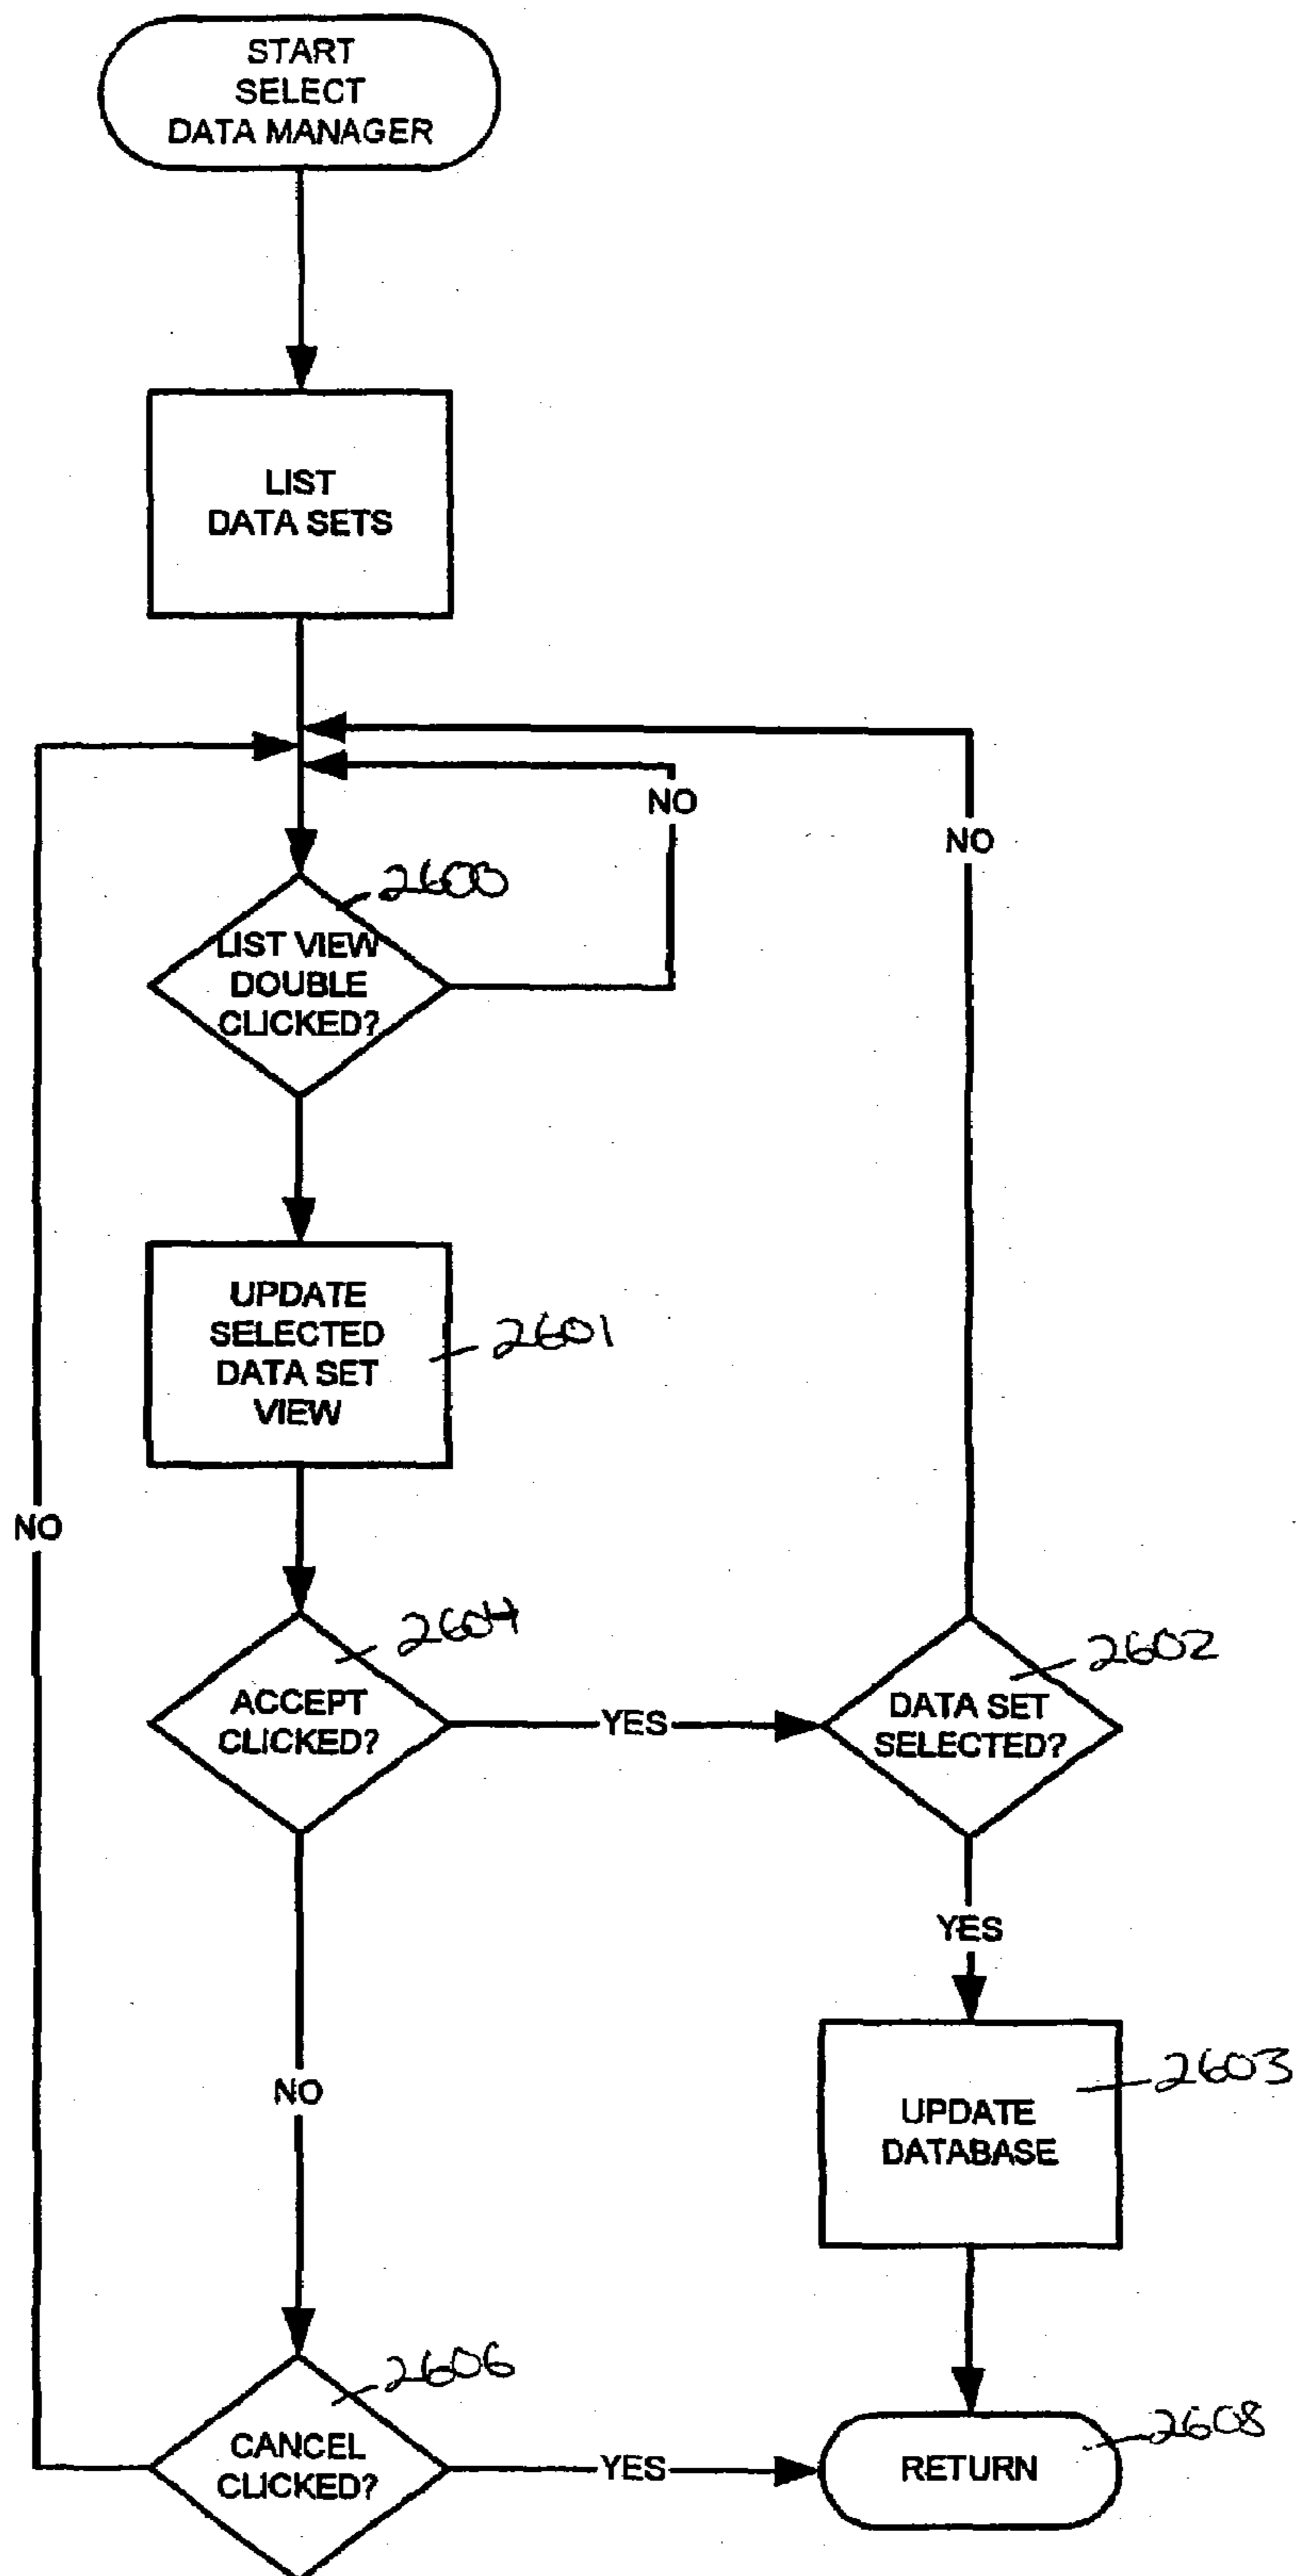 START
SELECT
DATA MANAGER
LIST
DATA SETS
NO
NO
2600
LIST VIEW
DOUBLE
CLICKED?
UPDATE
SELECTED
DATA SET
VIEW
2601
NO
2604
ACCEPT
CLICKED?
YES
2602
DATA SET
SELECTED?
YES
NO
2603
UPDATE
DATABASE
2606
CANCEL
CLICKED?
YES
2608
RETURN